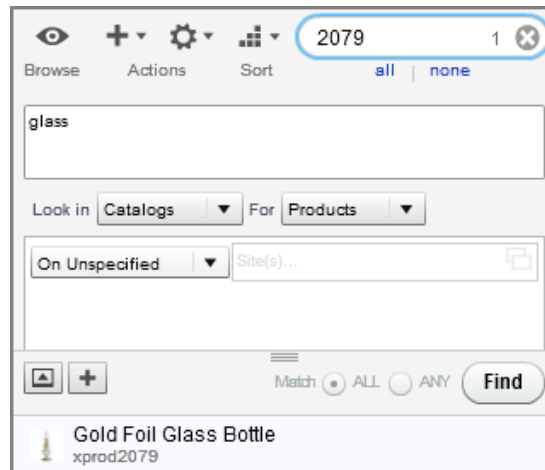 2079 1
Browse Actions Sort all | none
glass
Look in Catalogs For Products
On Unspecified Site(s)...
Match ALL ANY Find
Gold Foil Glass Bottle
xprod2079